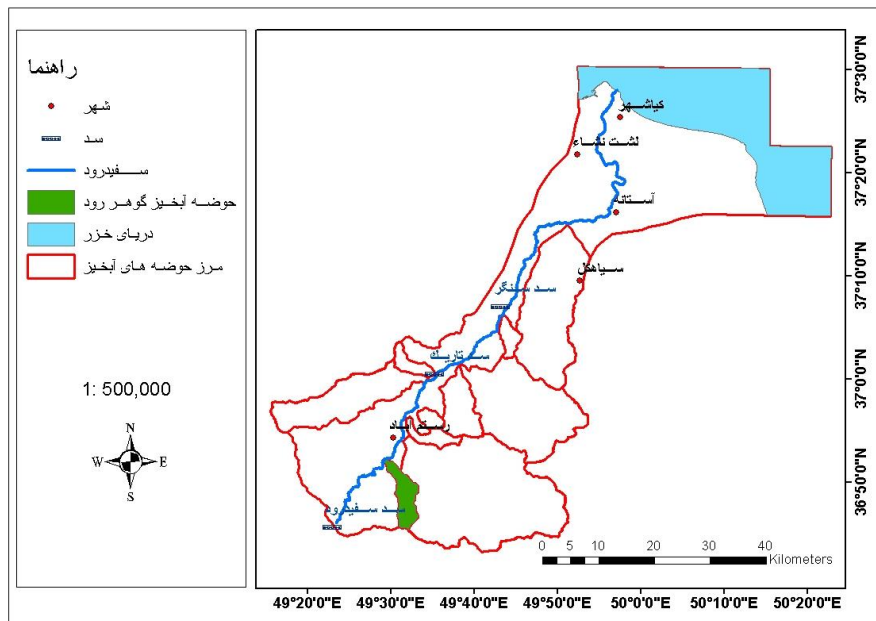 راهنما
شهر
سد
سفیدرود
حوضه آبخیز گوهر رود
دریای خزر
مرز حوضه های آبخیز
1: 500,000
N
W E
S
کیاشهر
لشت نشاء
آستانه
سیاهکل
سد سنگر
سد تاریک
رستم آباد
سد سفیدرود
0 5 10 20 30 40
Kilometers
37°30'0"N
37°20'0"N
37°10'0"N
37°0'0"N
36°50'0"N
49°20'0"E 49°30'0"E 49°40'0"E 49°50'0"E 50°0'0"E 50°10'0"E 50°20'0"E